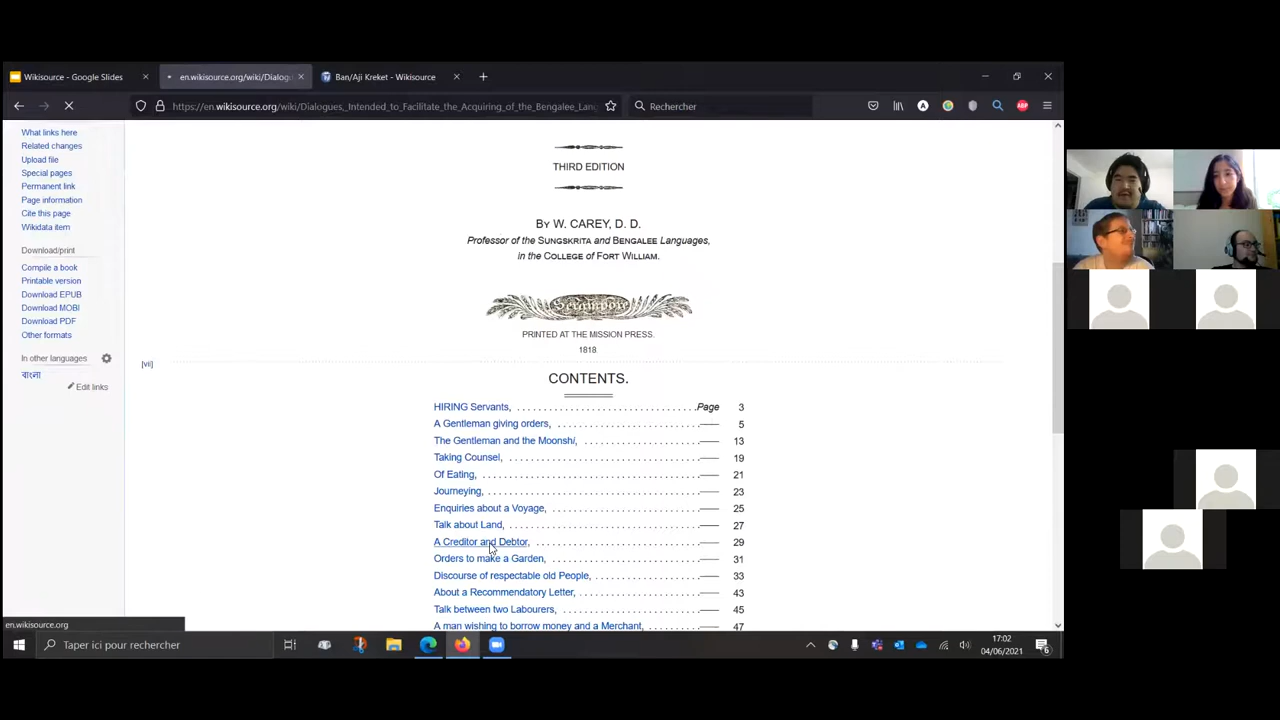 Wikisource - Google Slides
en.wikisource.org/wiki/Dialogu
Ban/Aji Kreket - Wikisource
https://en.wikisource.org/wiki/Dialogues_Intended_to_Facilitate_the_Acquiring_of_the_Bengalee_Lang
Rechercher
A
ABP
What links here
Related changes
Upload file
Special pages
Permanent link
Page information
Cite this page
Wikidata item
Download/print
Compile a book
Printable version
Download EPUB
Download MOBI
Download PDF
Other formats
In other languages
বাংলা
Edit links
THIRD EDITION
By W. CAREY, D. D.
Professor of the SUNGSKRITA and BENGALEE Languages,
in the COLLEGE of FORT WILLIAM.
Serampore
PRINTED AT THE MISSION PRESS.
1818
[vii]
CONTENTS.
HIRING Servants, Page 3
A Gentleman giving orders, 5
The Gentleman and the Moonshi, 13
Taking Counsel, 19
Of Eating, 21
Journeying, 23
Enquiries about a Voyage, 25
Talk about Land, 27
A Creditor and Debtor, 29
Orders to make a Garden, 31
Discourse of respectable old People, 33
About a Recommendatory Letter, 43
Talk between two Labourers, 45
A man wishing to borrow money and a Merchant, 47
en.wikisource.org
Taper ici pour rechercher
17:02
04/06/2021
6